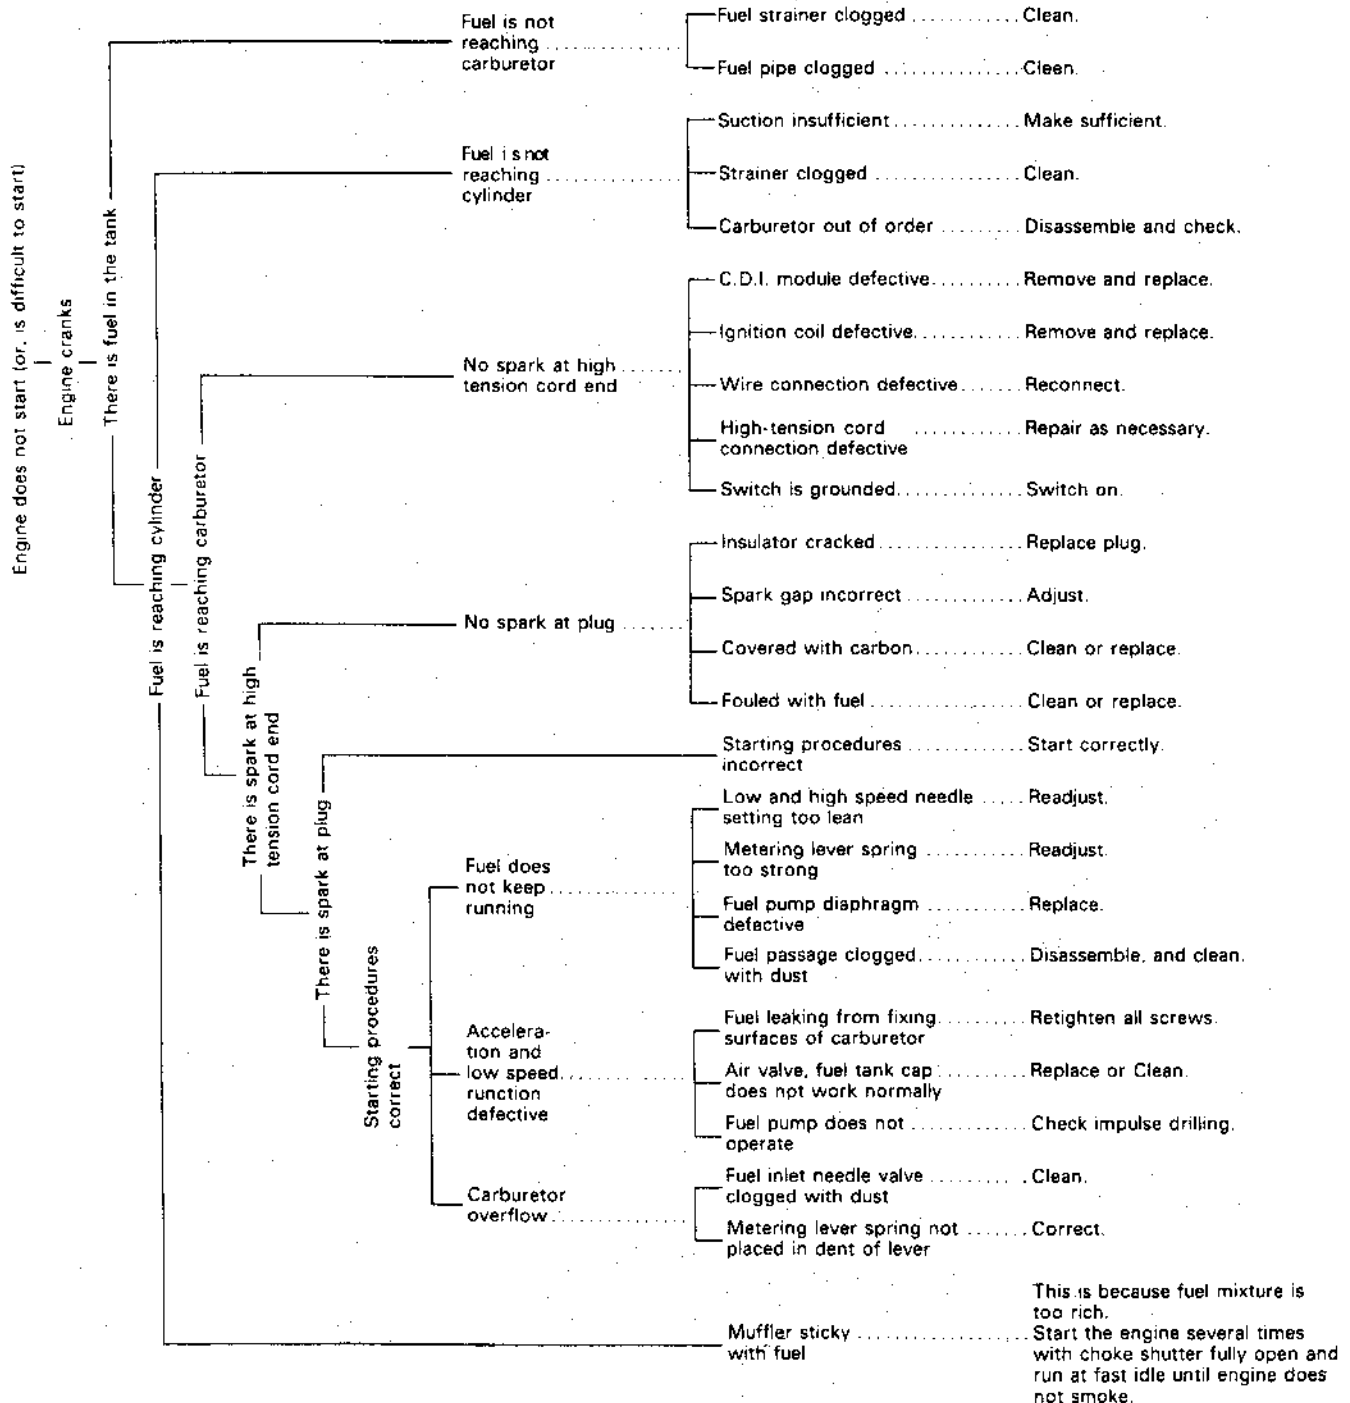 Engine does not start (or, is difficult to start)
Engine cranks
There is fuel in the tank
Fuel is reaching cylinder
Fuel is reaching carburetor
There is spark at high
tension cord end
There is spark at plug
Starting procedures
correct
Fuel is not
reaching
carburetor
Fuel strainer clogged ........... Clean.
Fuel pipe clogged .............. Cleen.
Fuel is not
reaching
cylinder
Suction insufficient ............. Make sufficient.
Strainer clogged ............... Clean.
Carburetor out of order ......... Disassemble and check.
No spark at high
tension cord end
C.D.I. module defective.......... Remove and replace.
Ignition coil defective........... Remove and replace.
Wire connection defective ....... Reconnect.
High-tension cord ........... Repair as necessary.
connection defective
Switch is grounded............. Switch on.
No spark at plug
Insulator cracked............... Replace plug.
Spark gap incorrect ............ Adjust.
Covered with carbon........... Clean or replace.
Fouled with fuel ............... Clean or replace.
Starting procedures ............ Start correctly.
incorrect
Fuel does
not keep
running
Low and high speed needle ..... Readjust.
setting too lean
Metering lever spring .......... Readjust.
too strong
Fuel pump diaphragm .......... Replace.
defective
Fuel passage clogged........... Disassemble, and clean.
with dust
Accelera-
tion and
low speed
runction
defective
Fuel leaking from fixing......... Retighten all screws.
surfaces of carburetor
Air valve, fuel tank cap ......... Replace or Clean.
does not work normally
Fuel pump does not ........... Check impulse drilling.
operate
Carburetor
overflow
Fuel inlet needle valve .......... Clean.
clogged with dust
Metering lever spring not ....... Correct.
placed in dent of lever
Muffler sticky
with fuel
This is because fuel mixture is
too rich.
Start the engine several times
with choke shutter fully open and
run at fast idle until engine does
not smoke.